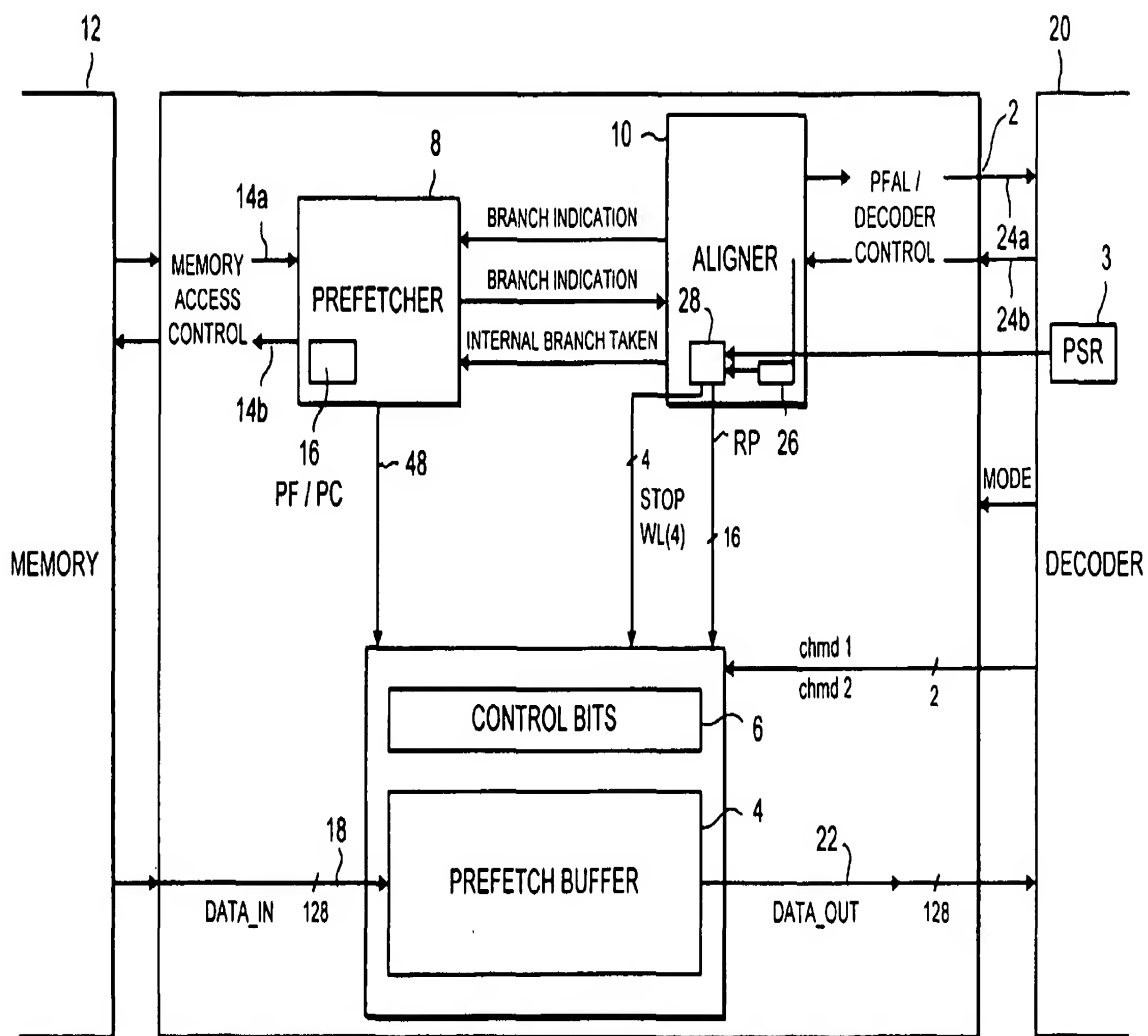 12
20
10
2
8
14a
BRANCH INDICATION
PFAL /
DECODER
CONTROL
24a
MEMORY
ACCESS
CONTROL
PREFETCHER
ALIGNER
BRANCH INDICATION
28
24b
3
INTERNAL BRANCH TAKEN
PSR
14b
16
26
RP
48
4
PF / PC
STOP
WL(4)
16
MODE
MEMORY
DECODER
chmd 1
chmd 2
2
CONTROL BITS
6
4
18
PREFETCH BUFFER
22
DATA_IN
128
DATA_OUT
128